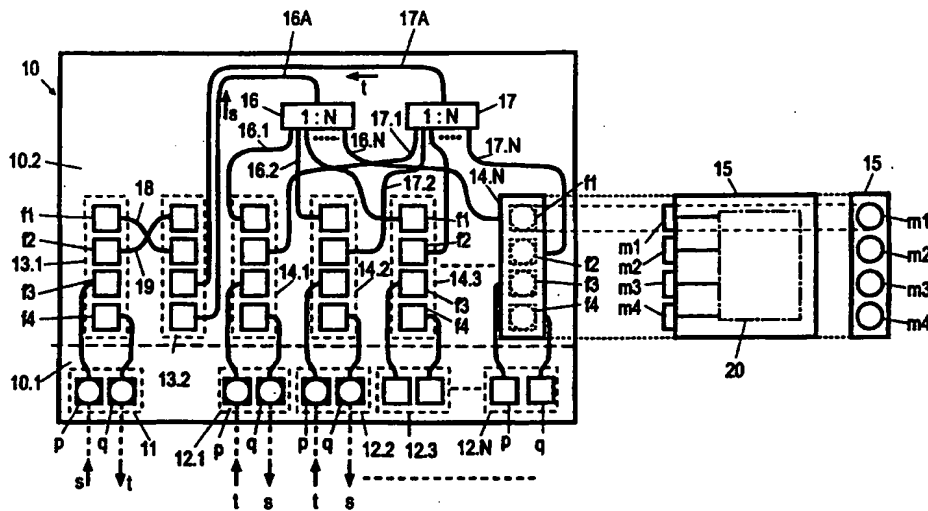 16A
17A
10
t
s
16
1 : N
1 : N
17
16.1
16.2
16.N
17.1
17.N
10.2
17.2
14.N
18
f1
f2
13.1
f3
f4
19
f1
f2
f3
f4
14.1
14.2
14.3
f1
f2
f3
f4
15
15
m1
m2
m3
m4
m1
m2
m3
m4
20
10.1
13.2
p
q
11
12.1
p
q
p
q
12.2
12.3
12.N
p
q
s
t
t
s
t
s